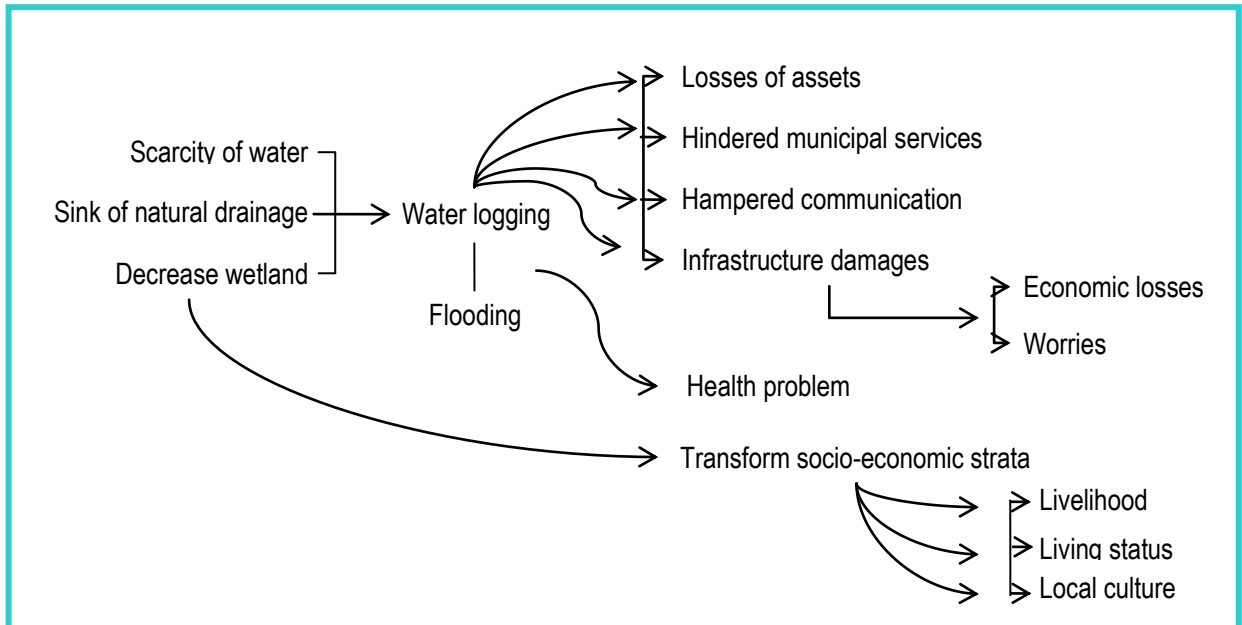 Losses of assets
Hindered municipal services
Scarcity of water
Hampered communication
Sink of natural drainage
Water logging
Infrastructure damages
Decrease wetland
Economic losses
Flooding
Worries
Health problem
Transform socio-economic strata
Livelihood
Living status
Local culture